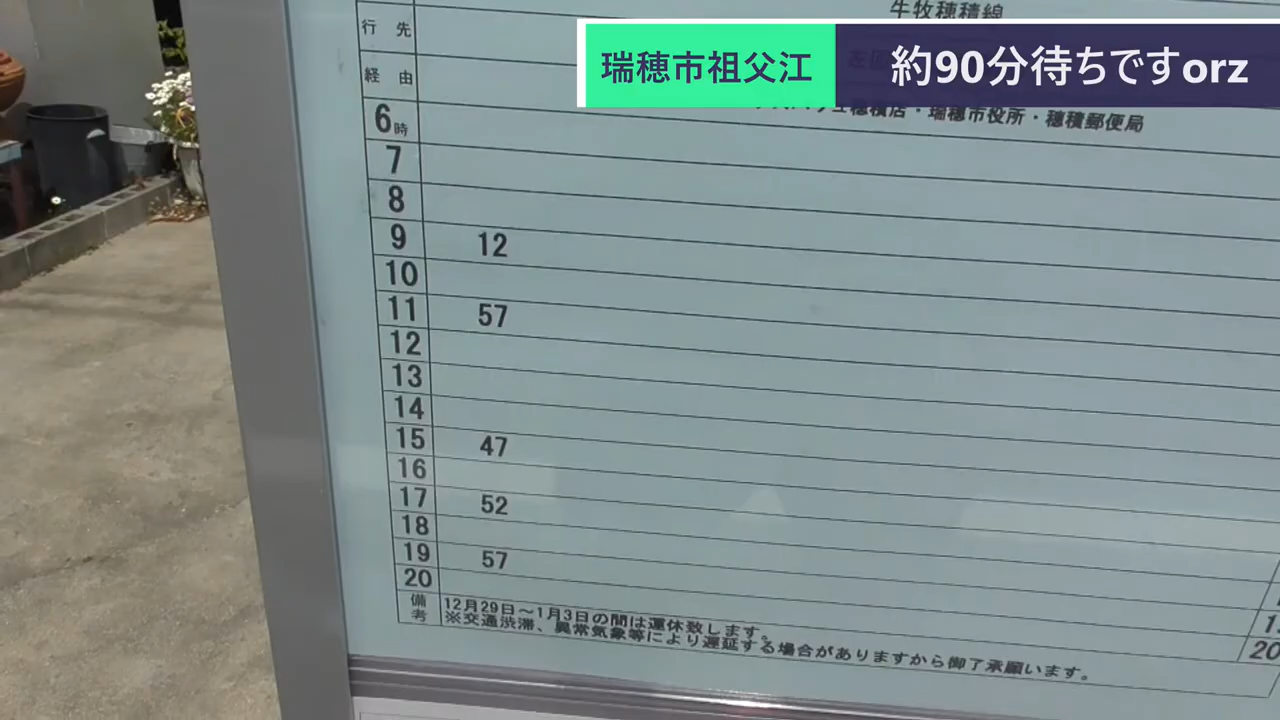 牛牧穂積線
瑞穂市祖父江
約90分待ちですorz
行 先
経 由
穂積店・瑞穂市役所・穂積郵便局
6時
7
8
9 12
10
11 57
12
13
14
15 47
16
17 52
18
19 57
20
備考
12月29日～1月3日の間は運休致します。
※交通渋滞、異常気象等により遅延する場合がありますから御了承願います。
20